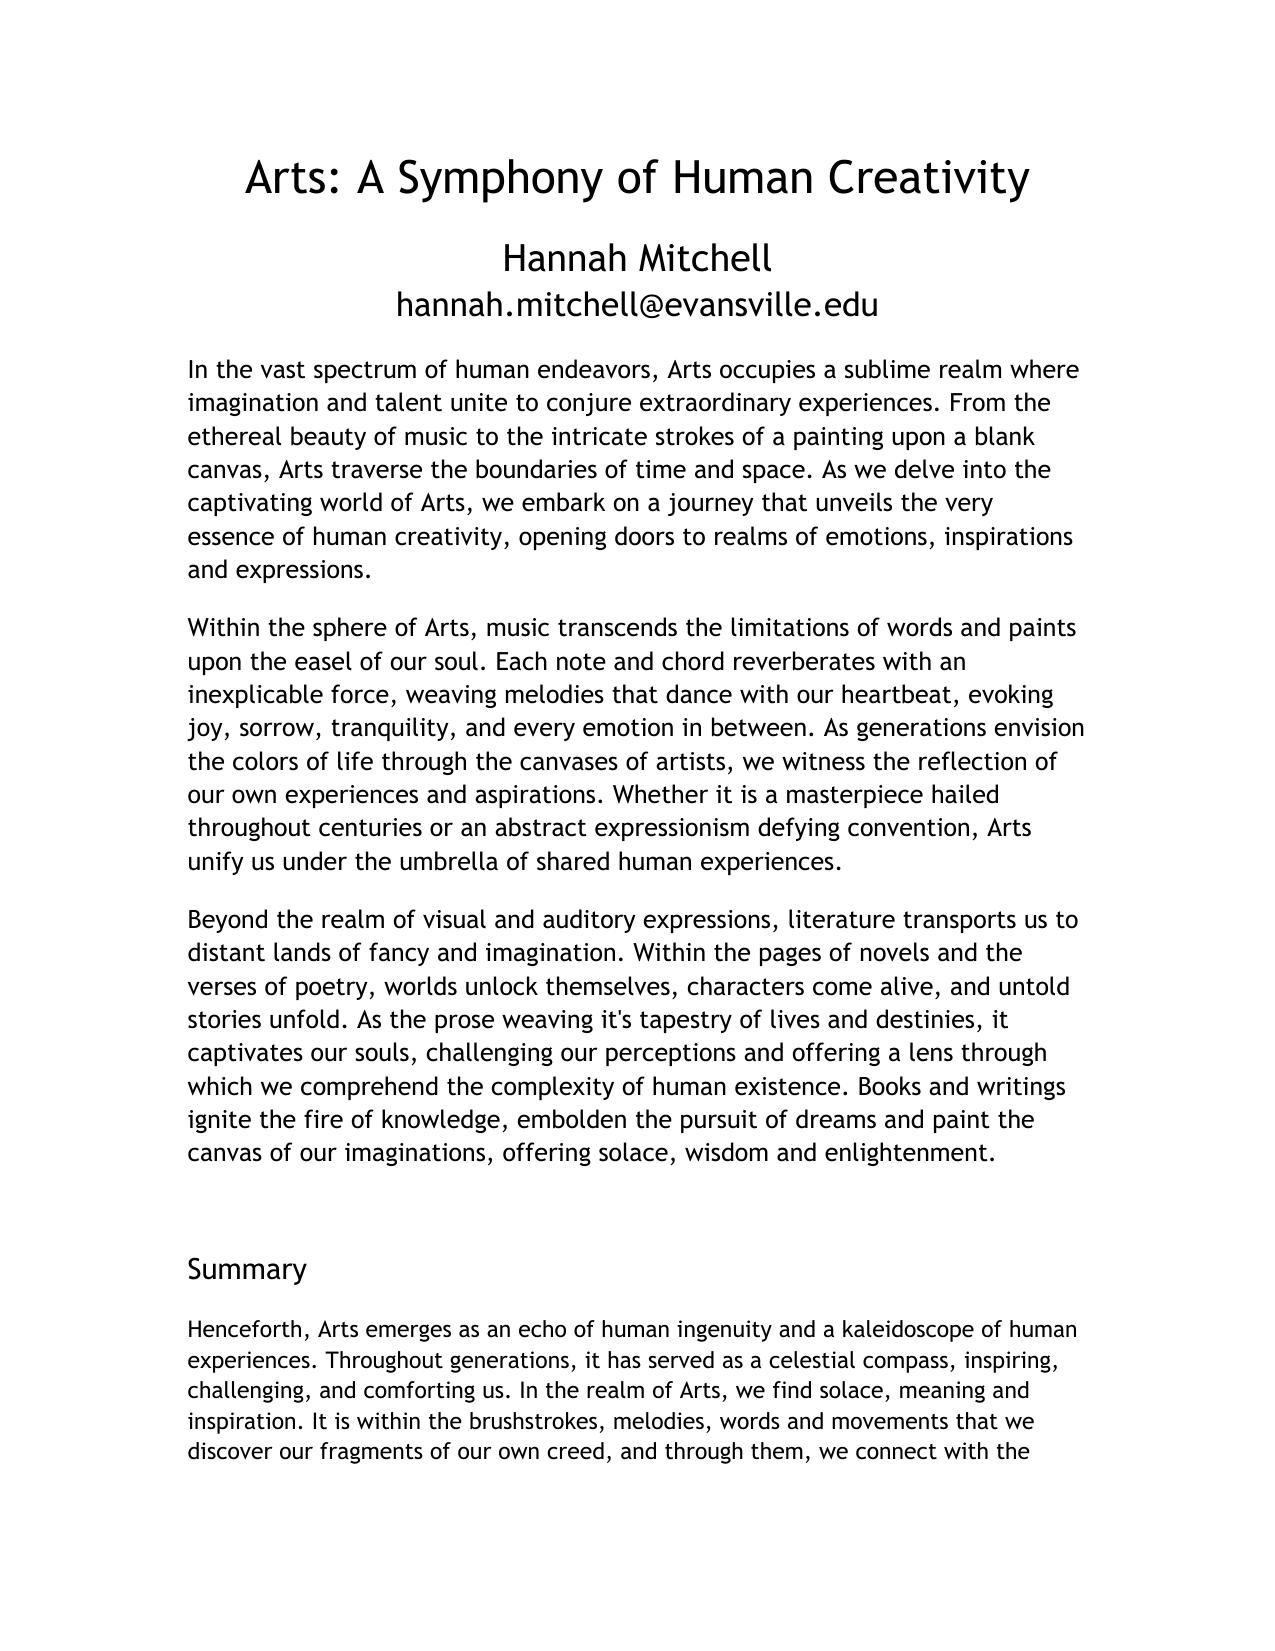 Arts: A Symphony of Human Creativity
Hannah Mitchell
hannah.mitchell@evansville.edu
In the vast spectrum of human endeavors, Arts occupies a sublime realm where
imagination and talent unite to conjure extraordinary experiences. From the
ethereal beauty of music to the intricate strokes of a painting upon a blank
canvas, Arts traverse the boundaries of time and space. As we delve into the
captivating world of Arts, we embark on a journey that unveils the very
essence of human creativity, opening doors to realms of emotions, inspirations
and expressions.
Within the sphere of Arts, music transcends the limitations of words and paints
upon the easel of our soul. Each note and chord reverberates with an
inexplicable force, weaving melodies that dance with our heartbeat, evoking
joy, sorrow, tranquility, and every emotion in between. As generations envision
the colors of life through the canvases of artists, we witness the reflection of
our own experiences and aspirations. Whether it is a masterpiece hailed
throughout centuries or an abstract expressionism defying convention, Arts
unify us under the umbrella of shared human experiences.
Beyond the realm of visual and auditory expressions, literature transports us to
distant lands of fancy and imagination. Within the pages of novels and the
verses of poetry, worlds unlock themselves, characters come alive, and untold
stories unfold. As the prose weaving it's tapestry of lives and destinies, it
captivates our souls, challenging our perceptions and offering a lens through
which we comprehend the complexity of human existence. Books and writings
ignite the fire of knowledge, embolden the pursuit of dreams and paint the
canvas of our imaginations, offering solace, wisdom and enlightenment.
Summary
Henceforth, Arts emerges as an echo of human ingenuity and a kaleidoscope of human
experiences. Throughout generations, it has served as a celestial compass, inspiring,
challenging, and comforting us. In the realm of Arts, we find solace, meaning and
inspiration. It is within the brushstrokes, melodies, words and movements that we
discover our fragments of our own creed, and through them, we connect with the